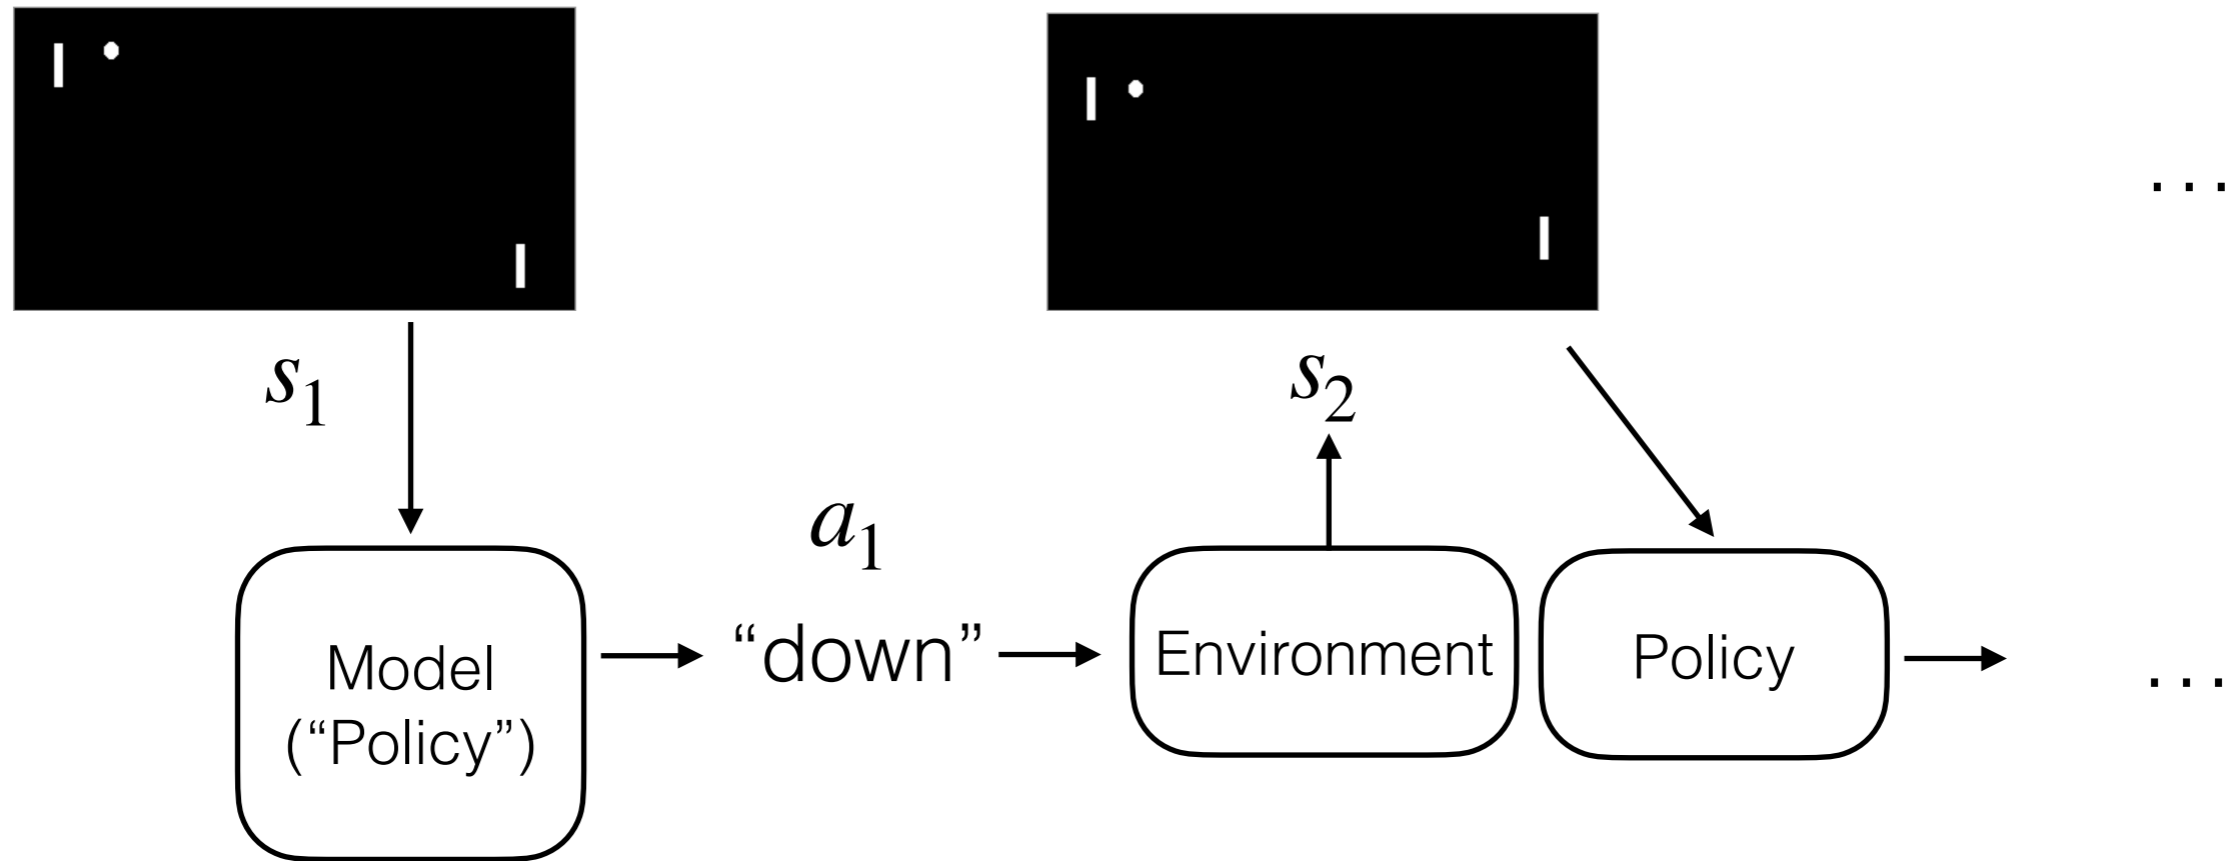 ...
s₁
s₂
a₁
Model
(“Policy”)
“down”
Environment
Policy
...